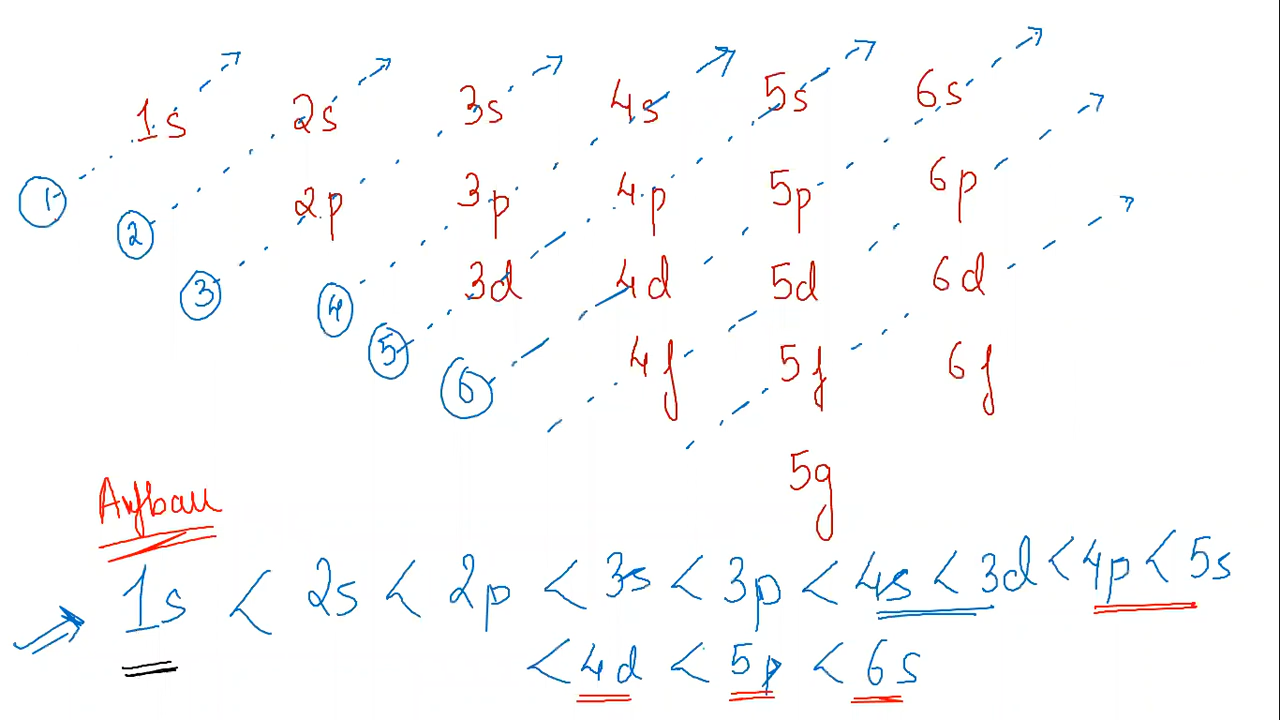 1s 2s 3s 4s 5s 6s
1 2p 3p 4p 5p 6p
2
3 4 3d 4d 5d 6d
5 6 4f 5f 6f
5g
Aufbau
1s < 2s < 2p < 3s < 3p < 4s < 3d < 4p < 5s
< 4d < 5p < 6s